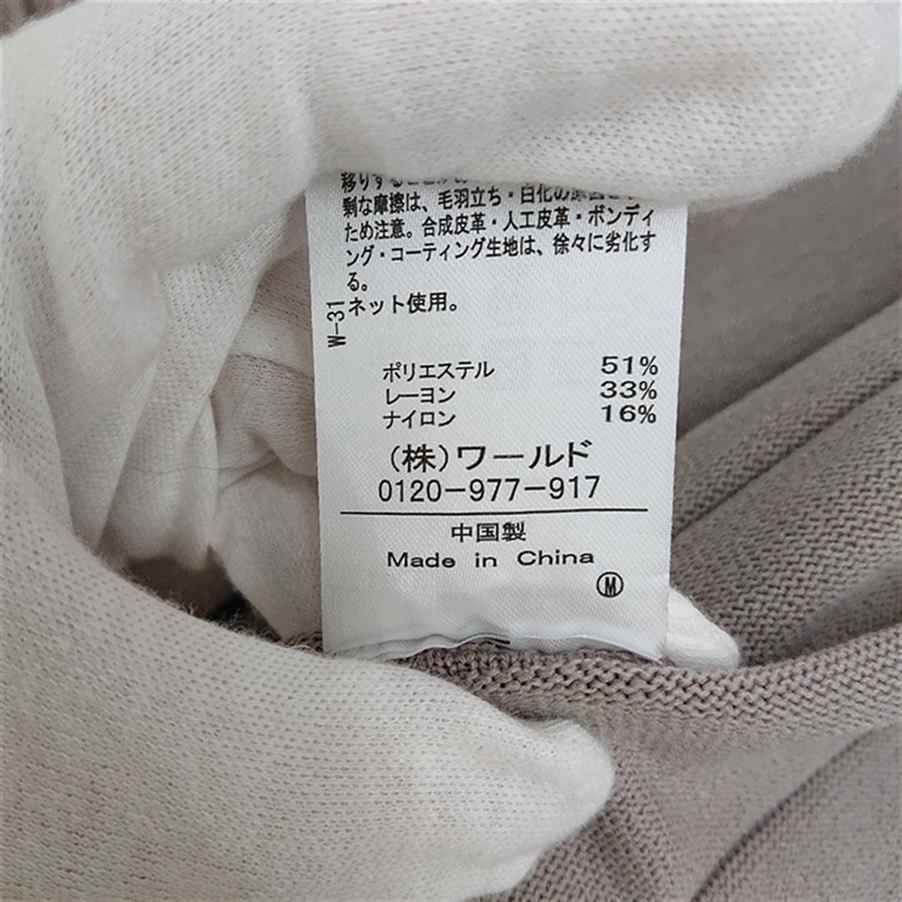 移りする
剰な摩擦は、毛羽立ち・白化の原因と
ため注意。合成皮革・人工皮革・ボンディ
ング・コーティング生地は、徐々に劣化す
る。
ネット使用。
W-31
ポリエステル 51%
レーヨン 33%
ナイロン 16%
(株)ワールド
0120-977-917
中国製
Made in China
M